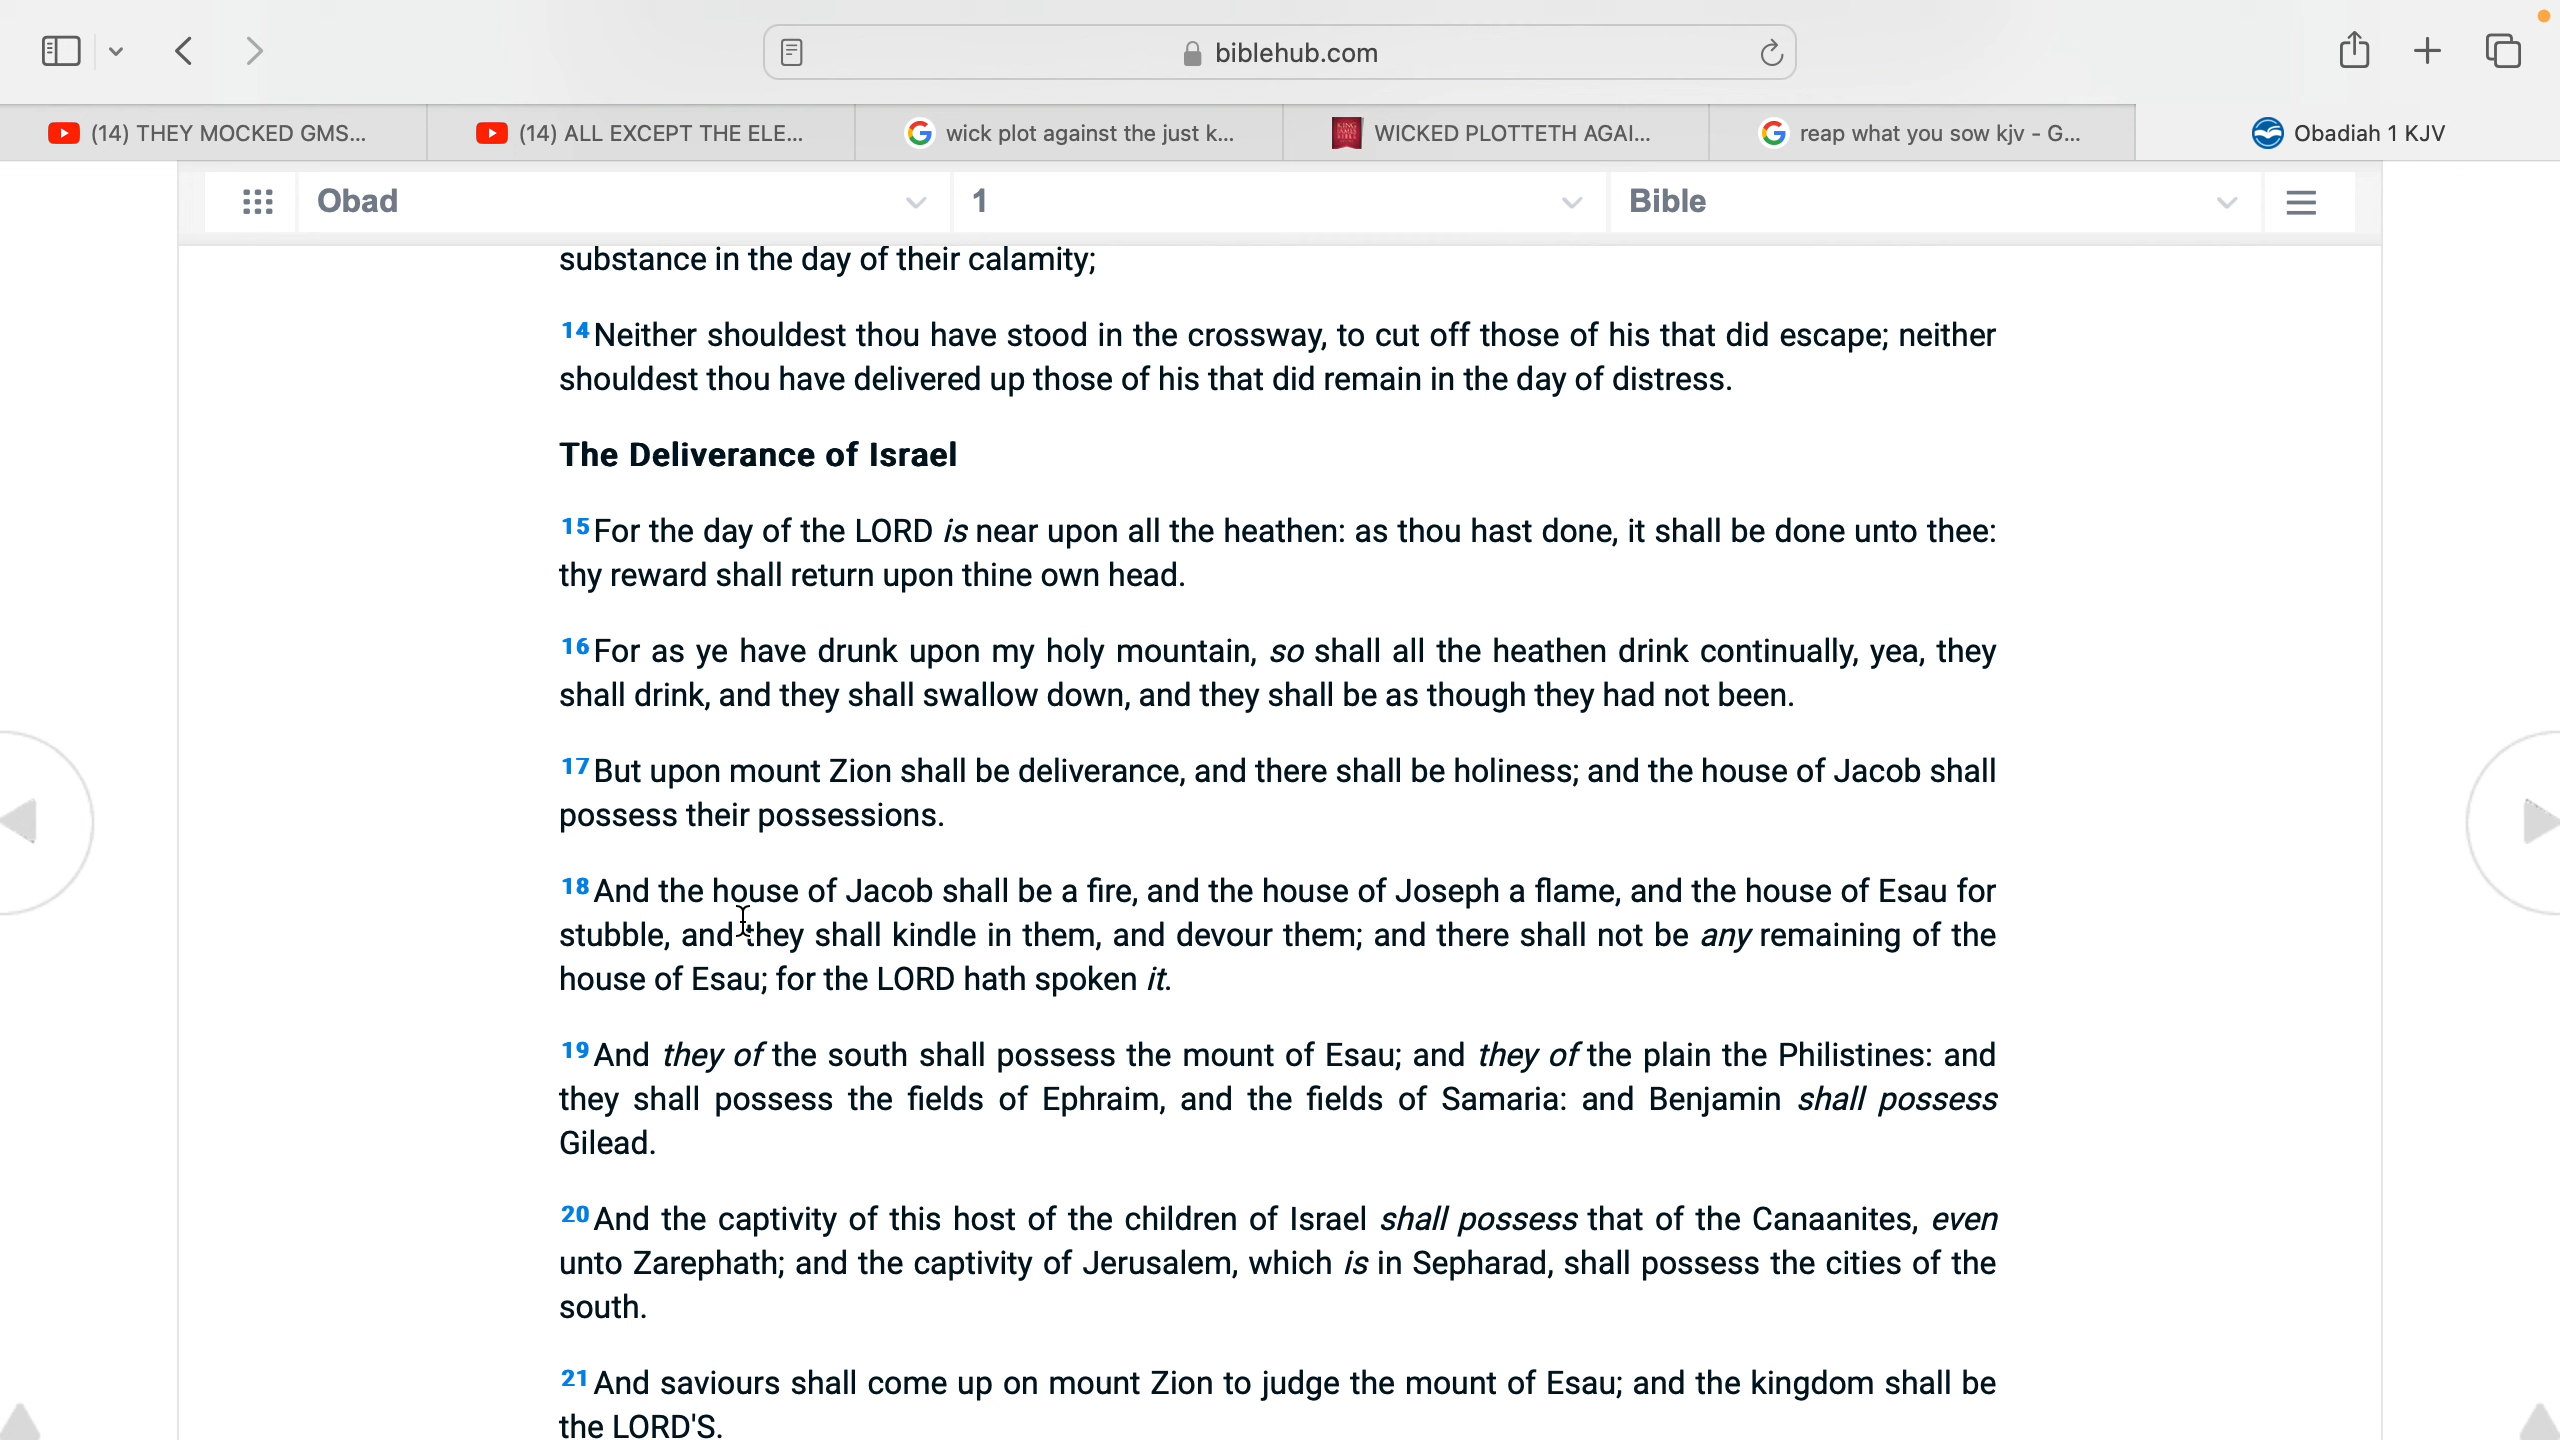 biblehub.com
(14) THEY MOCKED GMS...
(14) ALL EXCEPT THE ELE...
wick plot against the just k...
WICKED PLOTTETH AGAI...
reap what you sow kjv - G...
Obadiah 1 KJV
Obad
1
Bible
substance in the day of their calamity;
14 Neither shouldest thou have stood in the crossway, to cut off those of his that did escape; neither
shouldest thou have delivered up those of his that did remain in the day of distress.
The Deliverance of Israel
15 For the day of the LORD is near upon all the heathen: as thou hast done, it shall be done unto thee:
thy reward shall return upon thine own head.
16 For as ye have drunk upon my holy mountain, so shall all the heathen drink continually, yea, they
shall drink, and they shall swallow down, and they shall be as though they had not been.
17 But upon mount Zion shall be deliverance, and there shall be holiness; and the house of Jacob shall
possess their possessions.
18 And the house of Jacob shall be a fire, and the house of Joseph a flame, and the house of Esau for
stubble, and they shall kindle in them, and devour them; and there shall not be any remaining of the
house of Esau; for the LORD hath spoken it.
19 And they of the south shall possess the mount of Esau; and they of the plain the Philistines: and
they shall possess the fields of Ephraim, and the fields of Samaria: and Benjamin shall possess
Gilead.
20 And the captivity of this host of the children of Israel shall possess that of the Canaanites, even
unto Zarephath; and the captivity of Jerusalem, which is in Sepharad, shall possess the cities of the
south.
21 And saviours shall come up on mount Zion to judge the mount of Esau; and the kingdom shall be
the LORD'S.